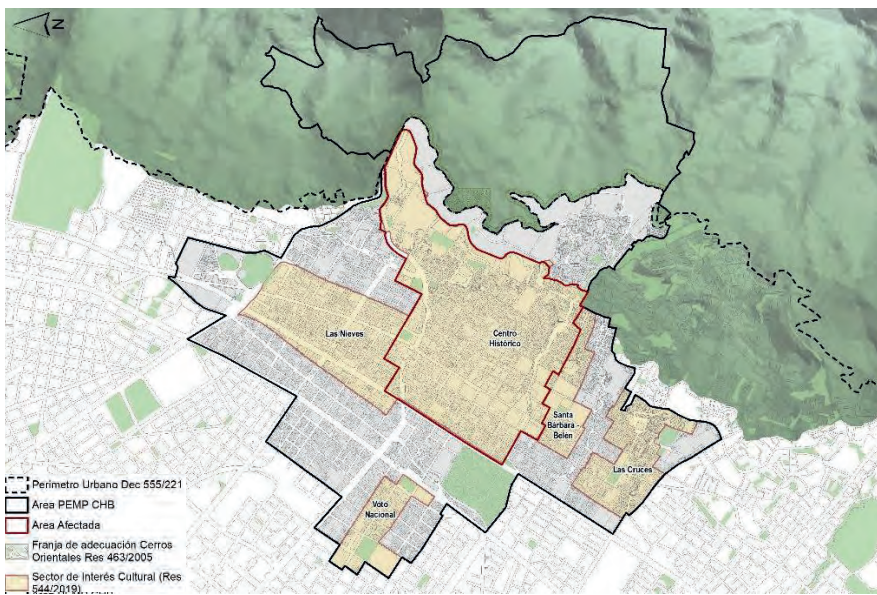 N
Las Nieves
Centro
Histórico
Santa
Bárbara -
Belén
Las Cruces
Voto
Nacional
Perimetro Urbano Dec 555/221
Area PEMP CHB
Area Afectada
Franja de adecuación Cerros
Orientales Res 463/2005
Sector de Interés Cultural (Res
544/2019)